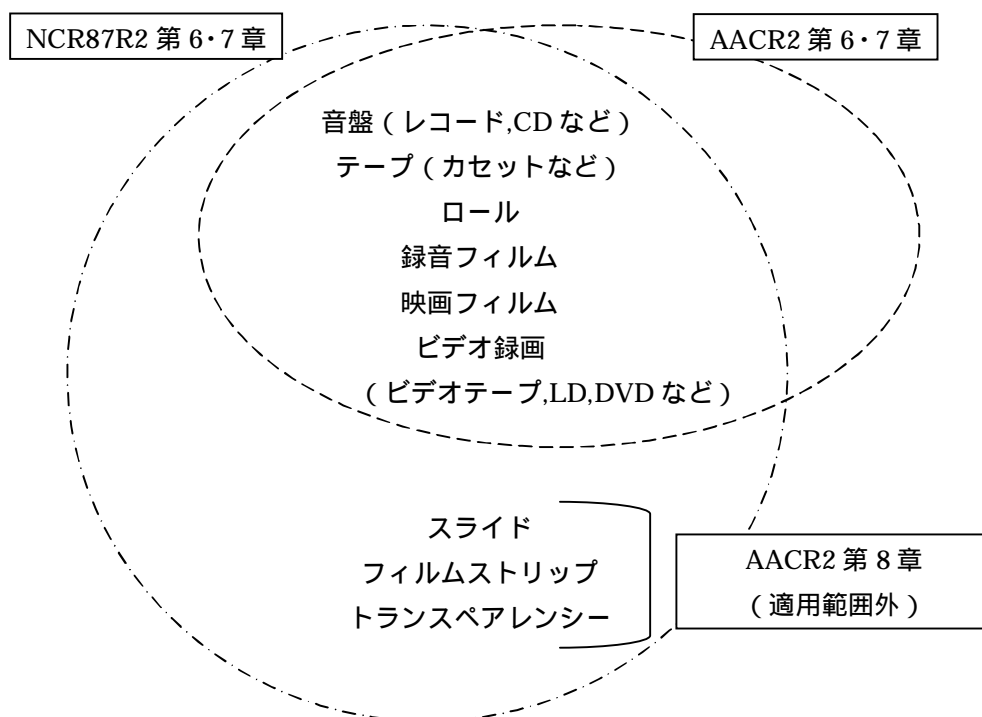 NCR87R2 第 6・7 章
AACR2 第 6・7 章
音盤（レコード,CD など）
テープ（カセットなど）
ロール
録音フィルム
映画フィルム
ビデオ録画
（ビデオテープ,LD,DVD など）
スライド
フィルムストリップ
トランスペアレンシー
AACR2 第 8 章
（適用範囲外）